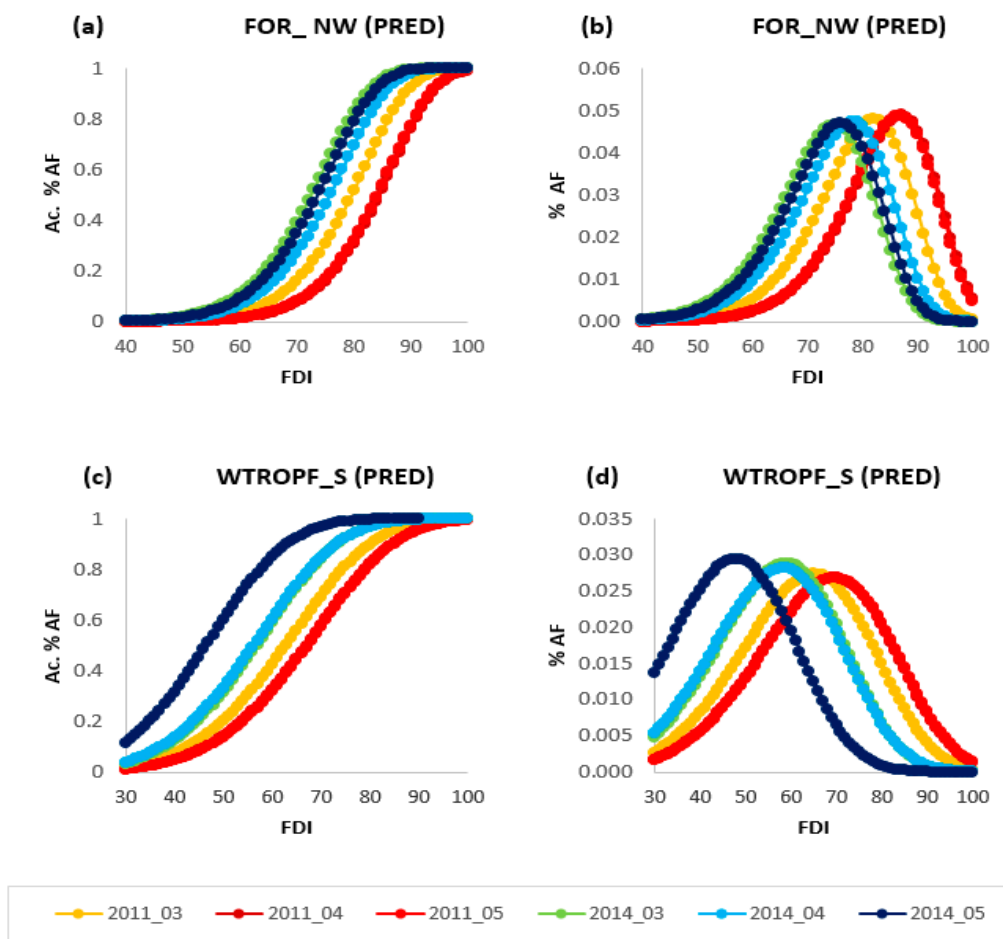 (a) FOR_ NW (PRED)
1
0.8
0.6
0.4
0.2
0
Ac. % AF
40 50 60 70 80 90 100
FDI
(b) FOR_NW (PRED)
0.06
0.05
0.04
0.03
0.02
0.01
0.00
% AF
40 50 60 70 80 90 100
FDI
(c) WTROPF_S (PRED)
1
0.8
0.6
0.4
0.2
0
Ac. % AF
30 40 50 60 70 80 90 100
FDI
(d) WTROPF_S (PRED)
0.035
0.030
0.025
0.020
0.015
0.010
0.005
0.000
% AF
30 40 50 60 70 80 90 100
FDI
2011_03 2011_04 2011_05 2014_03 2014_04 2014_05